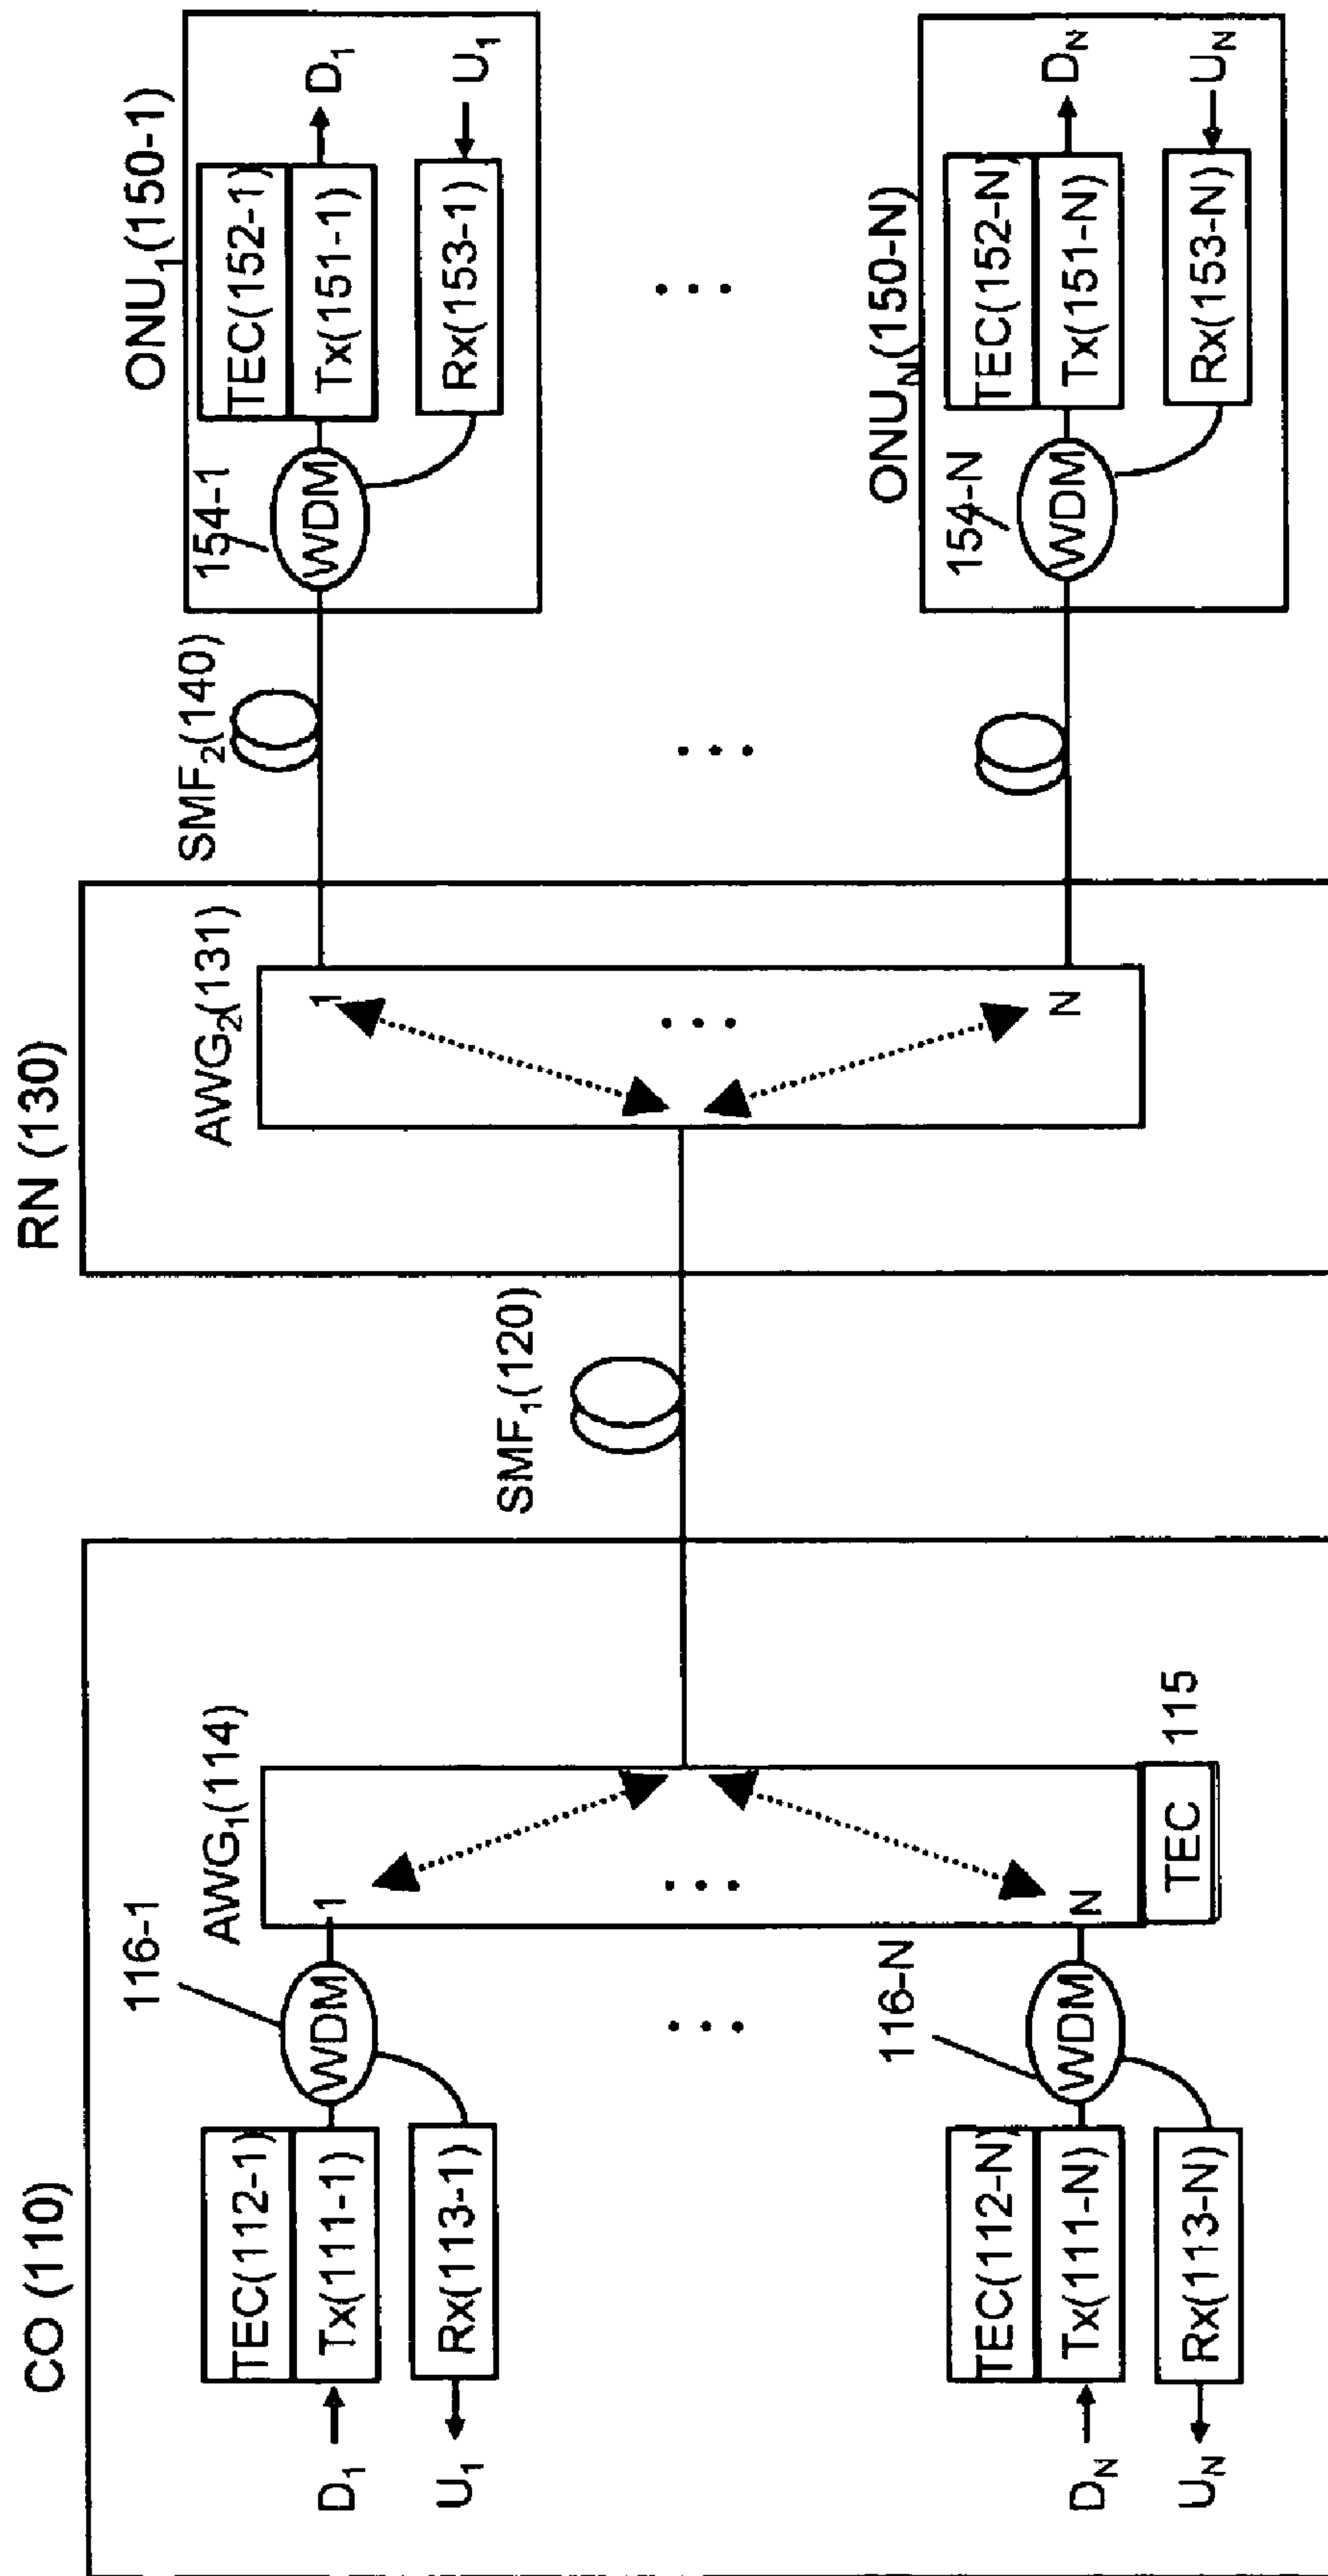 CO (110)
D1
U1
TEC(112-1)
Tx(111-1)
Rx(113-1)
WDM
116-1
AWG1(114)
1
...
...
DN
UN
TEC(112-N)
Tx(111-N)
Rx(113-N)
WDM
116-N
N
TEC
115
SMF1(120)
RN (130)
AWG2(131)
1
...
N
SMF2(140)
...
ONU1(150-1)
154-1
WDM
TEC(152-1)
Tx(151-1)
Rx(153-1)
D1
U1
...
ONUN(150-N)
154-N
WDM
TEC(152-N)
Tx(151-N)
Rx(153-N)
DN
UN